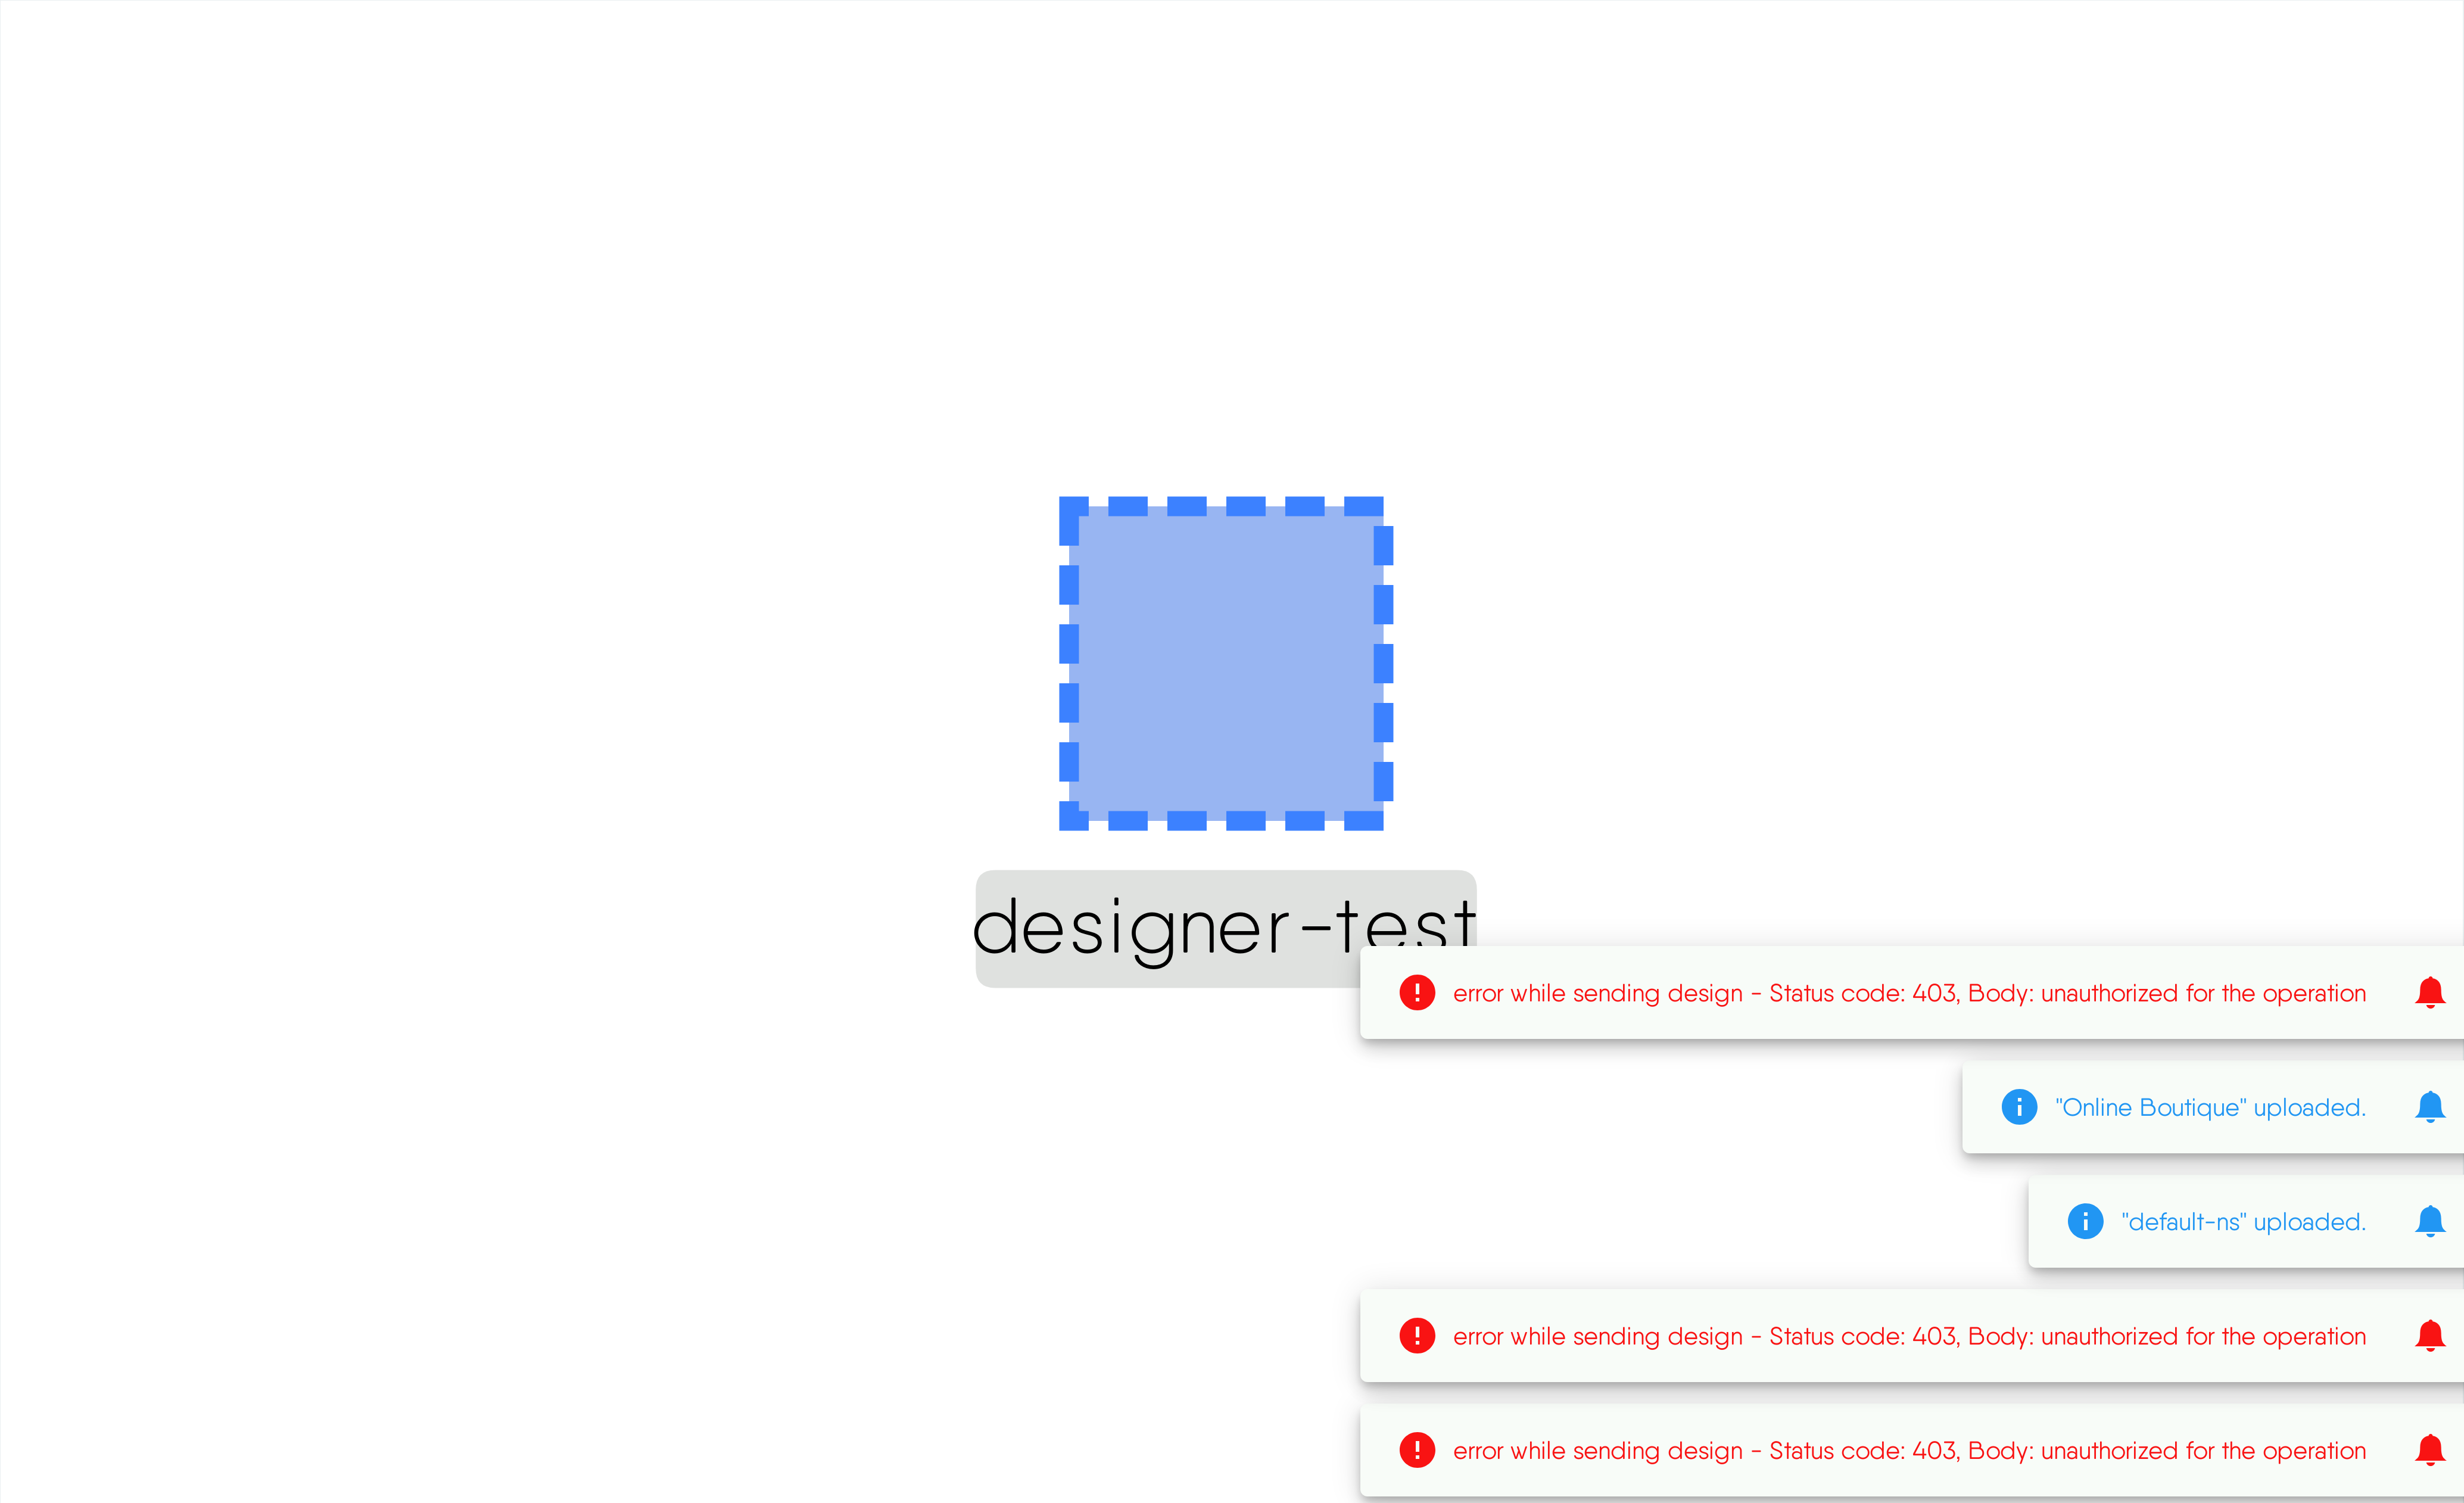 designer-test
error while sending design - Status code: 403, Body: unauthorized for the operation
"Online Boutique" uploaded.
"default-ns" uploaded.
error while sending design - Status code: 403, Body: unauthorized for the operation
error while sending design - Status code: 403, Body: unauthorized for the operation